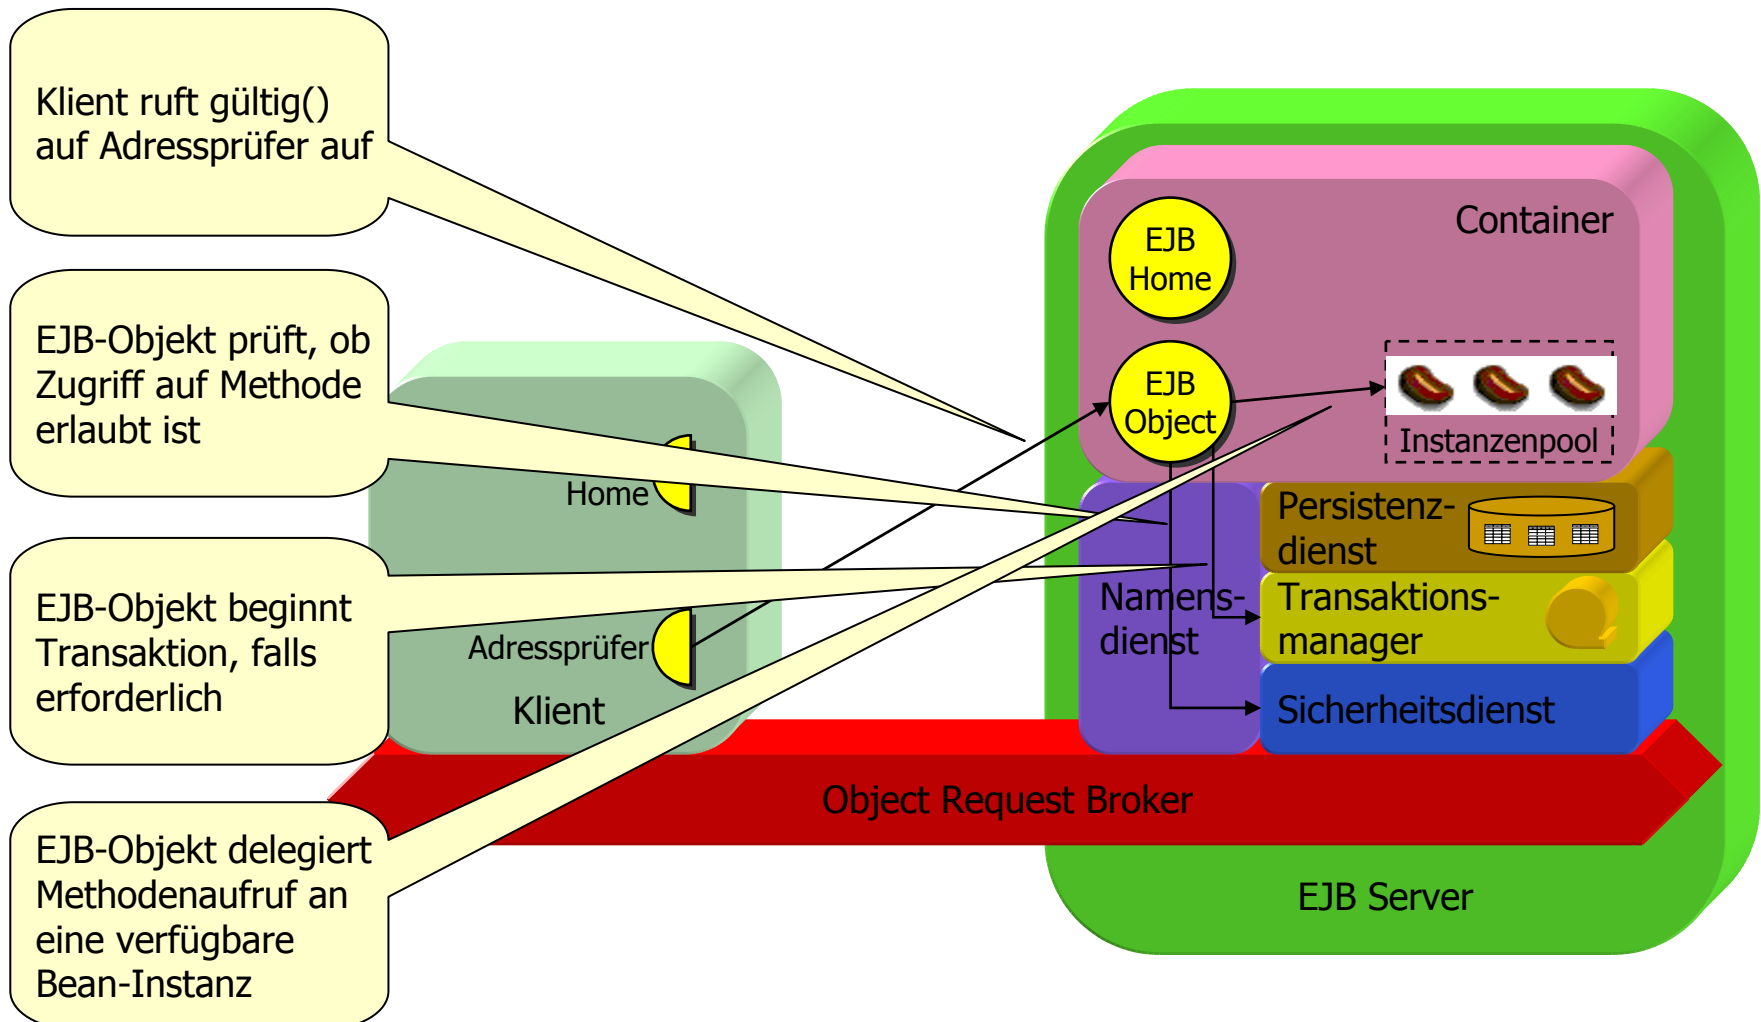 Klient ruft gültig()
auf Adressprüfer auf
EJB-Objekt prüft, ob
Zugriff auf Methode
erlaubt ist
EJB-Objekt beginnt
Transaktion, falls
erforderlich
EJB-Objekt delegiert
Methodenaufruf an
eine verfügbare
Bean-Instanz
Home
Adressprüfer
Klient
Container
EJB
Home
EJB
Object
Instanzenpool
Persistenz-
dienst
Namens-
dienst
Transaktions-
manager
Sicherheitsdienst
Object Request Broker
EJB Server